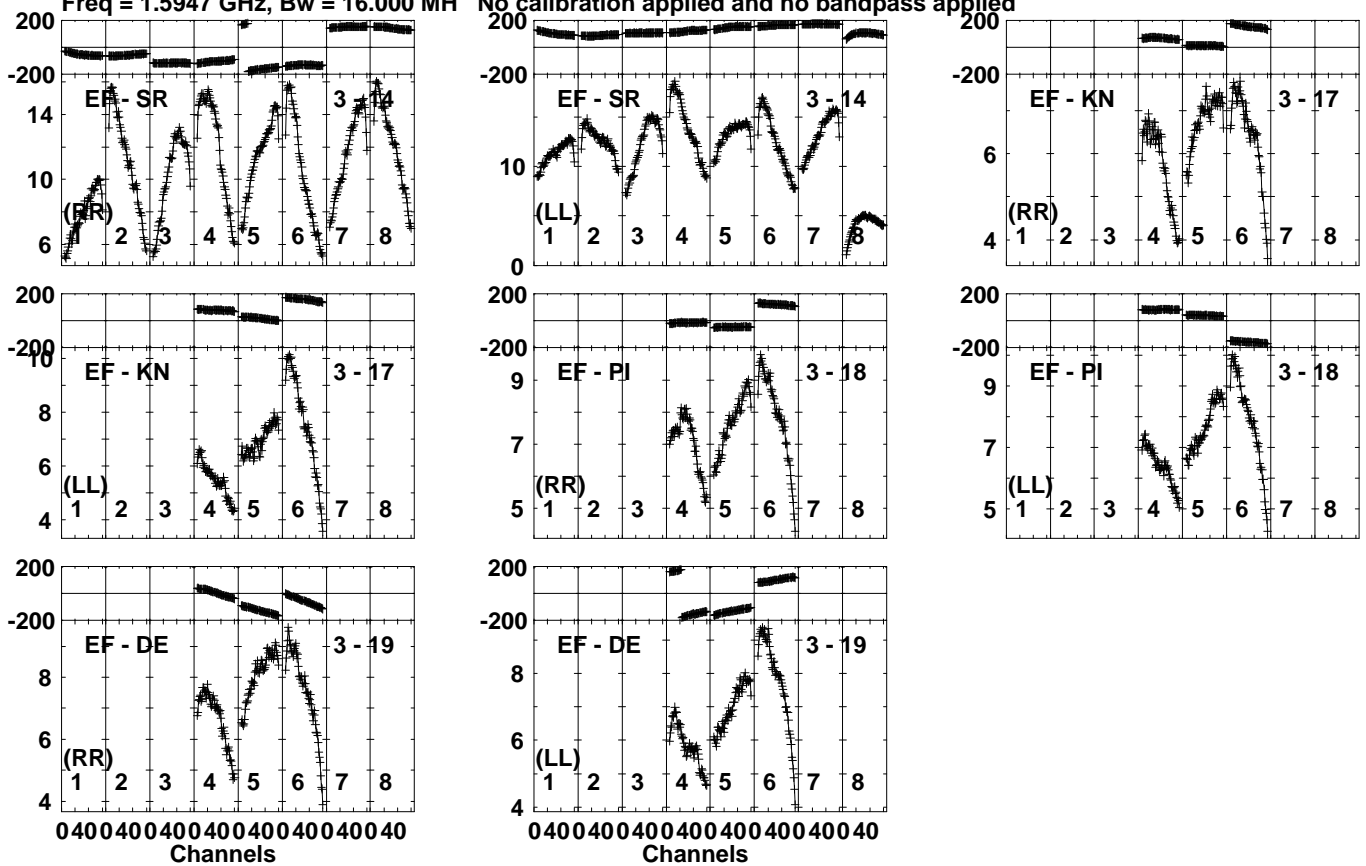 Freq = 1.5947 GHz, Bw = 16.000 MH No calibration applied and no bandpass applied
200
-200
EF - SR 3 - 14
14
10
6
(RR)
1 2 3 4 5 6 7 8
200
-200
EF - SR 3 - 14
10
0
(LL)
1 2 3 4 5 6 7 8
200
-200
EF - KN 3 - 17
6
4
(RR)
1 2 3 4 5 6 7 8
200
-200
EF - KN 3 - 17
10
8
6
4
(LL)
1 2 3 4 5 6 7 8
200
-200
EF - PI 3 - 18
9
7
5
(RR)
1 2 3 4 5 6 7 8
200
-200
EF - PI 3 - 18
9
7
5
(LL)
1 2 3 4 5 6 7 8
200
-200
EF - DE 3 - 19
8
6
4
(RR)
1 2 3 4 5 6 7 8
0 40 0 40 0 40 0 40 0 40 0 40 0 40 0 40
Channels
200
-200
EF - DE 3 - 19
8
6
4
(LL)
1 2 3 4 5 6 7 8
0 40 0 40 0 40 0 40 0 40 0 40 0 40 0 40
Channels